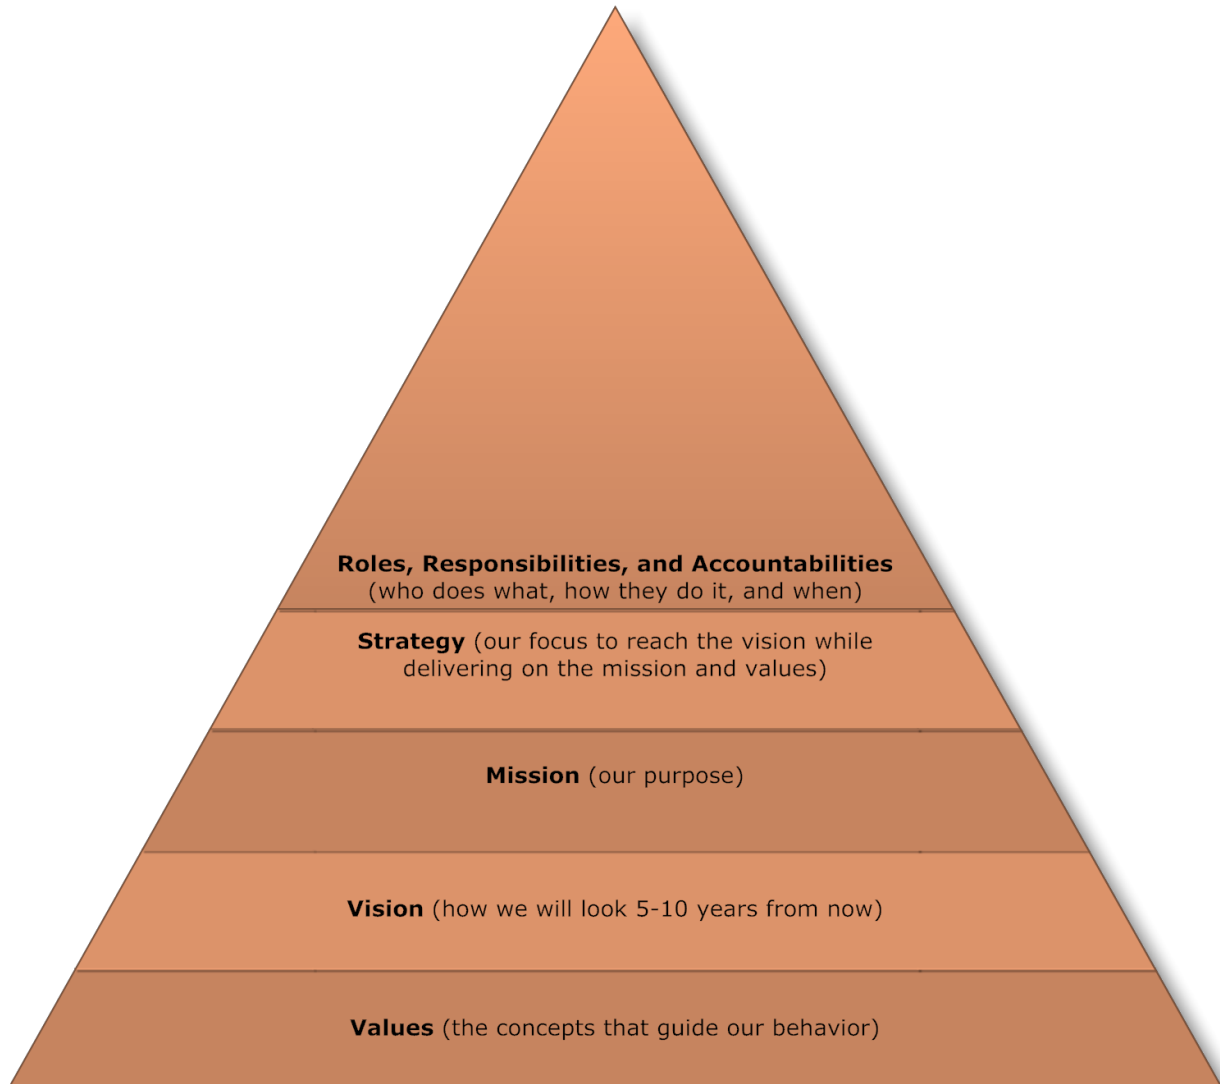 Roles, Responsibilities, and Accountabilities
(who does what, how they do it, and when)
Strategy (our focus to reach the vision while
delivering on the mission and values)
Mission (our purpose)
Vision (how we will look 5-10 years from now)
Values (the concepts that guide our behavior)